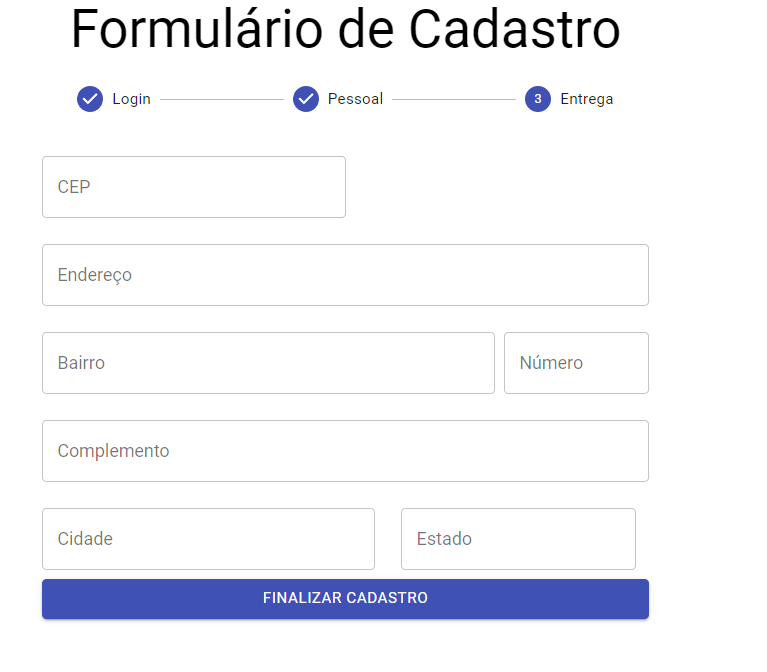 Formulário de Cadastro
Login Pessoal 3 Entrega
CEP
Endereço
Bairro Número
Complemento
Cidade Estado
FINALIZAR CADASTRO